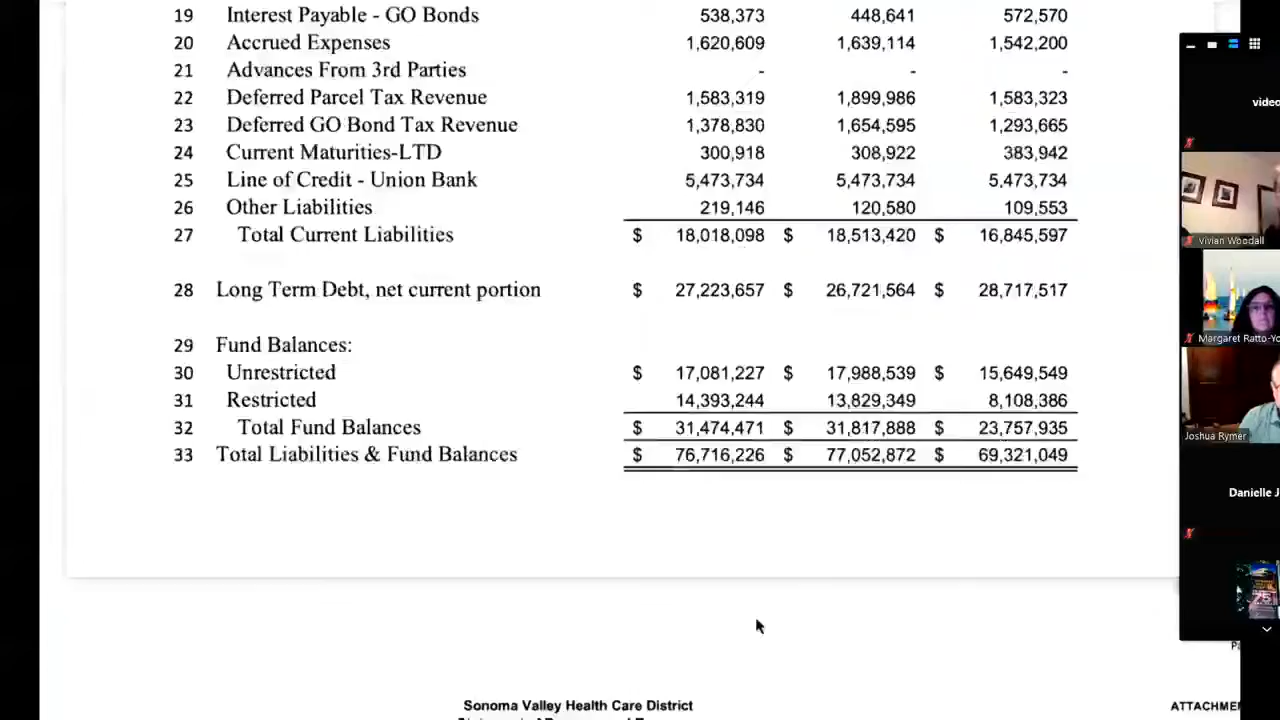 19 Interest Payable - GO Bonds 538,373 448,641 572,570
20 Accrued Expenses 1,620,609 1,639,114 1,542,200
21 Advances From 3rd Parties - - -
22 Deferred Parcel Tax Revenue 1,583,319 1,899,986 1,583,323
23 Deferred GO Bond Tax Revenue 1,378,830 1,654,595 1,293,665
24 Current Maturities-LTD 300,918 308,922 383,942
25 Line of Credit - Union Bank 5,473,734 5,473,734 5,473,734
26 Other Liabilities 219,146 120,580 109,553
27 Total Current Liabilities $ 18,018,098 $ 18,513,420 $ 16,845,597
28 Long Term Debt, net current portion $ 27,223,657 $ 26,721,564 $ 28,717,517
29 Fund Balances:
30 Unrestricted $ 17,081,227 $ 17,988,539 $ 15,649,549
31 Restricted 14,393,244 13,829,349 8,108,386
32 Total Fund Balances $ 31,474,471 $ 31,817,888 $ 23,757,935
33 Total Liabilities & Fund Balances $ 76,716,226 $ 77,052,872 $ 69,321,049
Sonoma Valley Health Care District
ATTACHME
video
Vivian Woodall
Margaret Ratto-Yo
Joshua Rymer
Danielle J
75